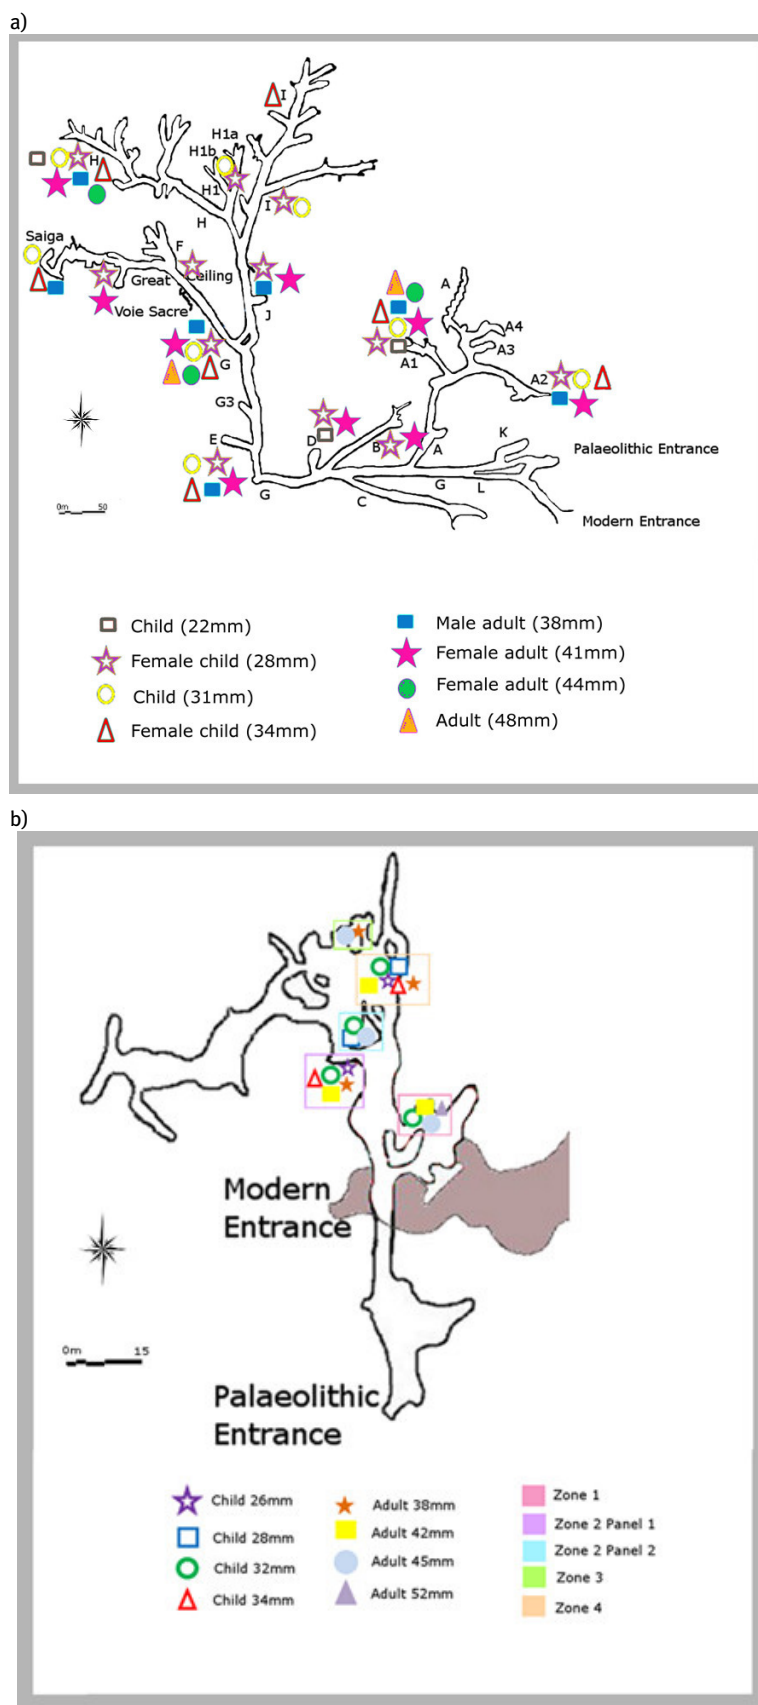 a)
I
H1a
H1b
H
H1
H
I
Saiga
F
Great Ceiling
Voie Sacre
J
A
A4
A3
A1
A2
G
G3
E
D
B
A
K
Palaeolithic Entrance
G
G
L
C
0m 50
Modern Entrance
Child (22mm)
Male adult (38mm)
Female child (28mm)
Female adult (41mm)
Child (31mm)
Female adult (44mm)
Female child (34mm)
Adult (48mm)
b)
Modern
Entrance
0m 15
Palaeolithic
Entrance
Child 26mm
Adult 38mm
Zone 1
Child 28mm
Adult 42mm
Zone 2 Panel 1
Child 32mm
Adult 45mm
Zone 2 Panel 2
Child 34mm
Adult 52mm
Zone 3
Zone 4